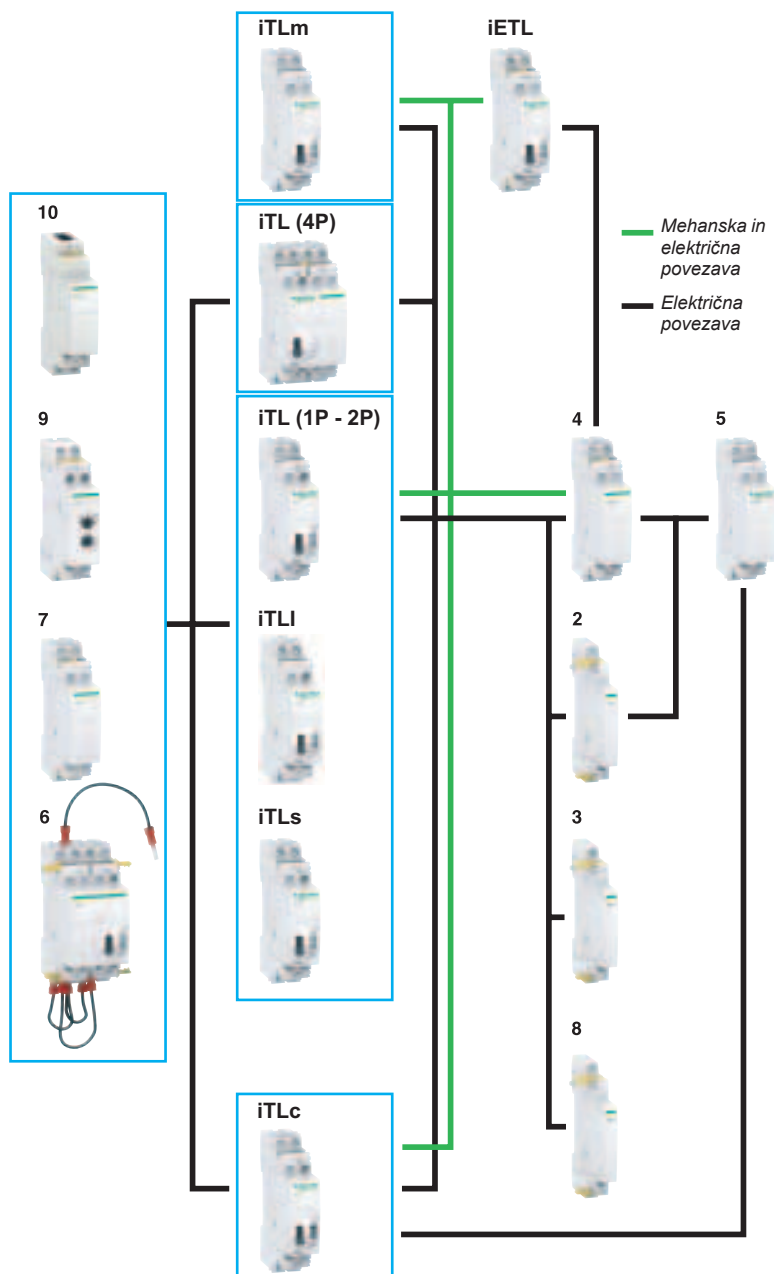 iTLm
iETL
10
iTL (4P)
Mehanska in
električna
povezava
Električna
povezava
9
iTL (1P - 2P)
4
5
7
iTLI
2
6
iTLs
3
8
iTLc